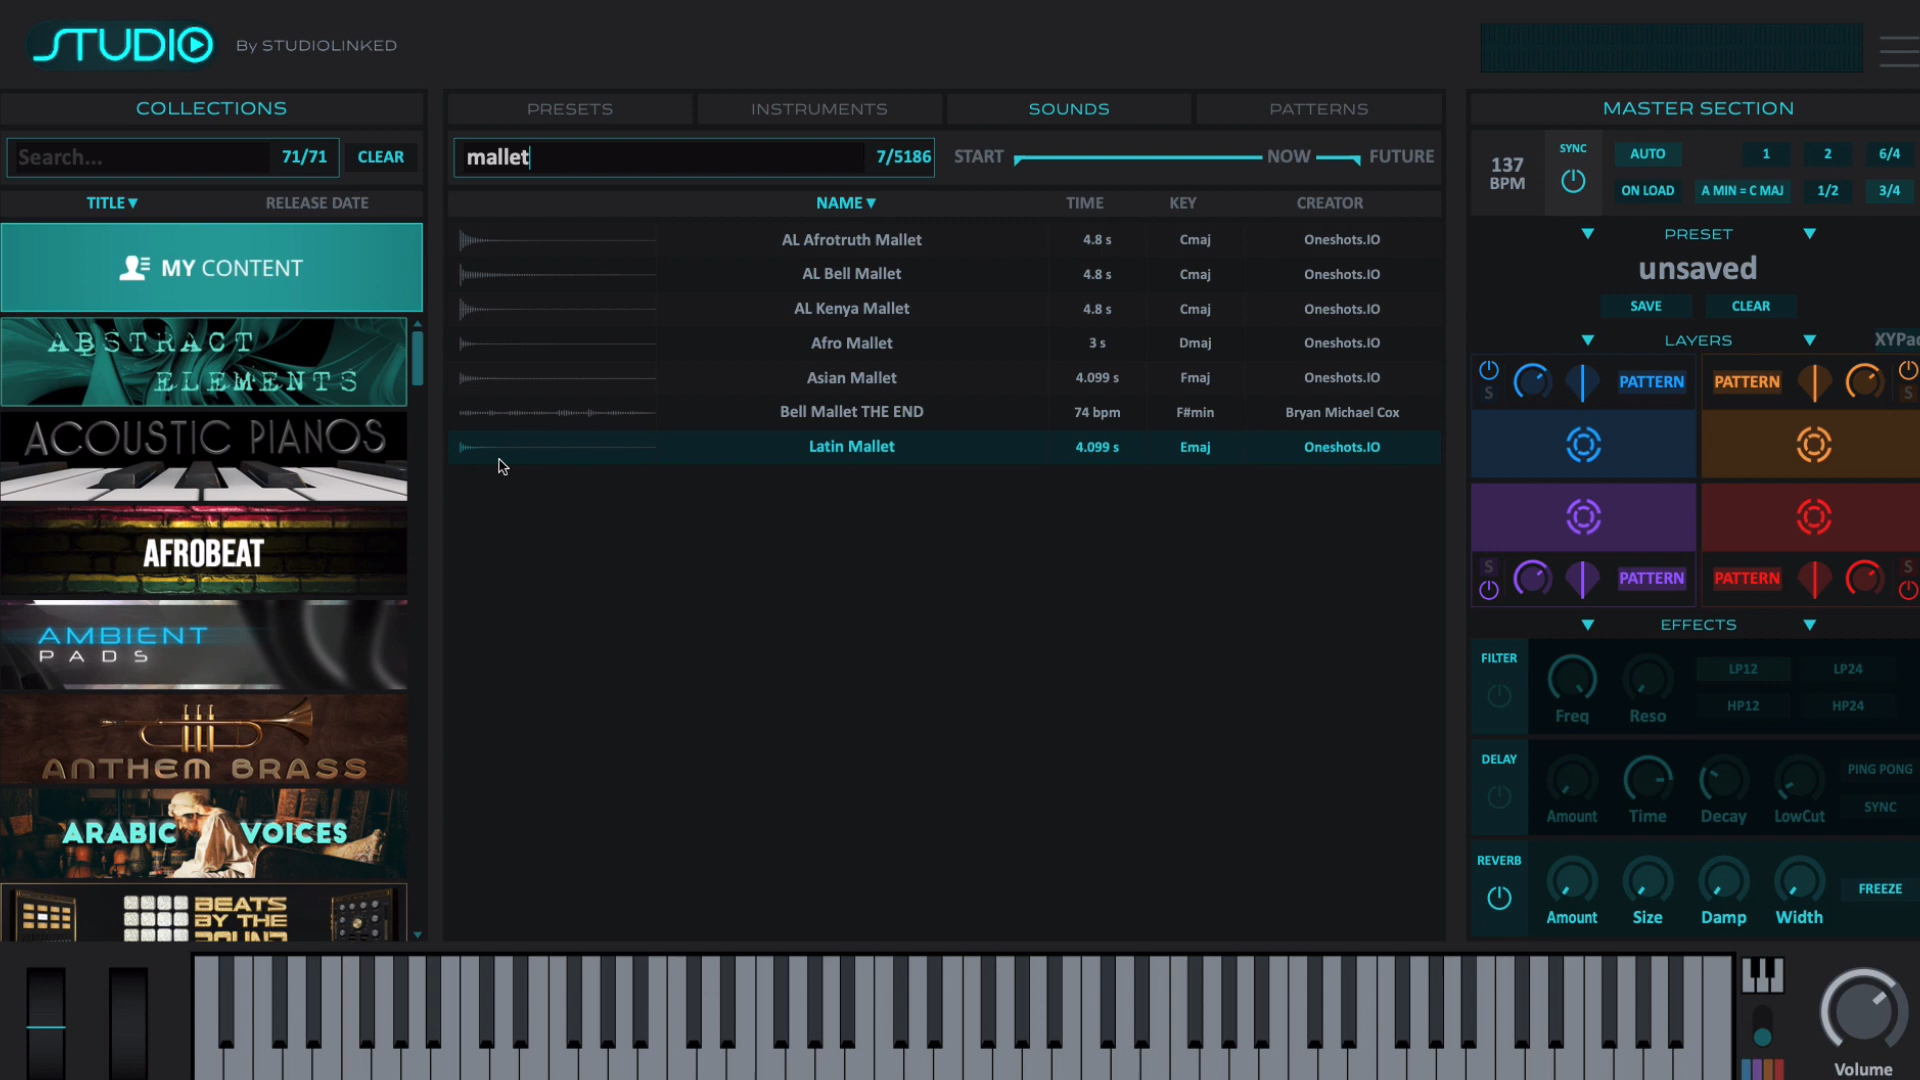 STUDIO By STUDIOLINKED
COLLECTIONS
Search... 71/71 CLEAR
TITLE▼ RELEASE DATE
MY CONTENT
ABSTRACT
ELEMENTS
ACOUSTIC PIANOS
AFROBEAT
AMBIENT
PADS
ANTHEM BRASS
ARABIC VOICES
BEATS
BY THE
POUND
PRESETS INSTRUMENTS SOUNDS PATTERNS
mallet 7/5186 START NOW FUTURE
NAME▼ TIME KEY CREATOR
AL Afrotruth Mallet 4.8 s Cmaj Oneshots.IO
AL Bell Mallet 4.8 s Cmaj Oneshots.IO
AL Kenya Mallet 4.8 s Cmaj Oneshots.IO
Afro Mallet 3 s Dmaj Oneshots.IO
Asian Mallet 4.099 s Fmaj Oneshots.IO
Bell Mallet THE END 74 bpm F#min Bryan Michael Cox
Latin Mallet 4.099 s Emaj Oneshots.IO
MASTER SECTION
137
BPM
SYNC
AUTO 1 2 6/4
ON LOAD A MIN = C MAJ 1/2 3/4
▼ PRESET ▼
unsaved
SAVE CLEAR
▼ LAYERS ▼ XYPad
S PATTERN PATTERN S
S PATTERN PATTERN S
▼ EFFECTS ▼
FILTER LP12 LP24
HP12 HP24
Freq Reso
DELAY PING PONG
SYNC
Amount Time Decay LowCut
REVERB FREEZE
Amount Size Damp Width
Volume